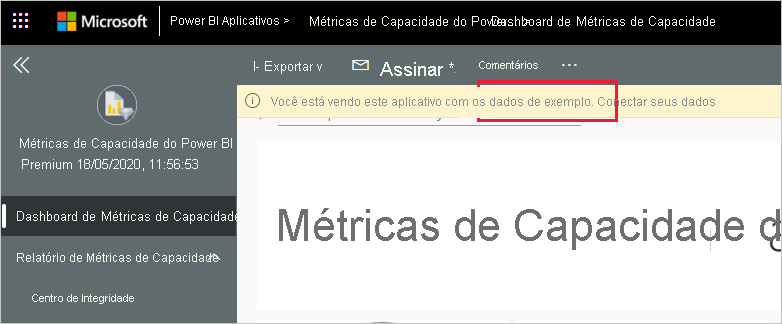 Microsoft Power BI Aplicativos > Métricas de Capacidade do Power... > Dashboard de Métricas de Capacidade
Exportar Assinar Comentários ...
Você está vendo este aplicativo com os dados de exemplo. Conectar seus dados
Métricas de Capacidade do Power BI
Premium 18/05/2020, 11:56:53
Dashboard de Métricas de Capacidade
Relatório de Métricas de Capacidade
Centro de Integridade
Métricas de Capacidade d